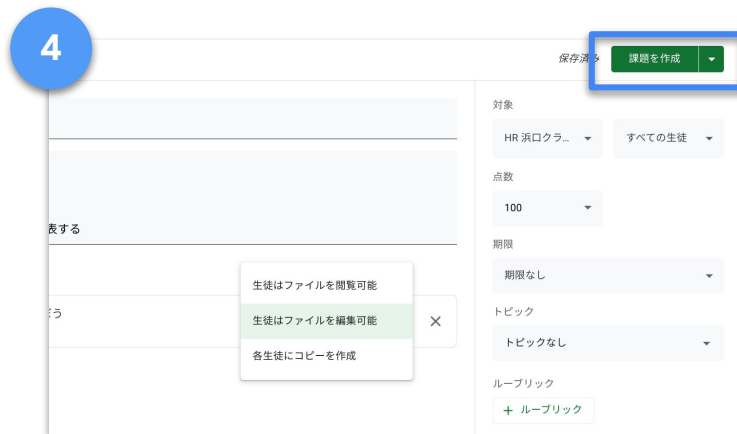 4
保存済み
課題を作成
対象
HR 浜口クラ...
すべての生徒
点数
100
表する
期限
生徒はファイルを閲覧可能
期限なし
生徒はファイルを編集可能
トピック
各生徒にコピーを作成
トピックなし
ルーブリック
+ ルーブリック